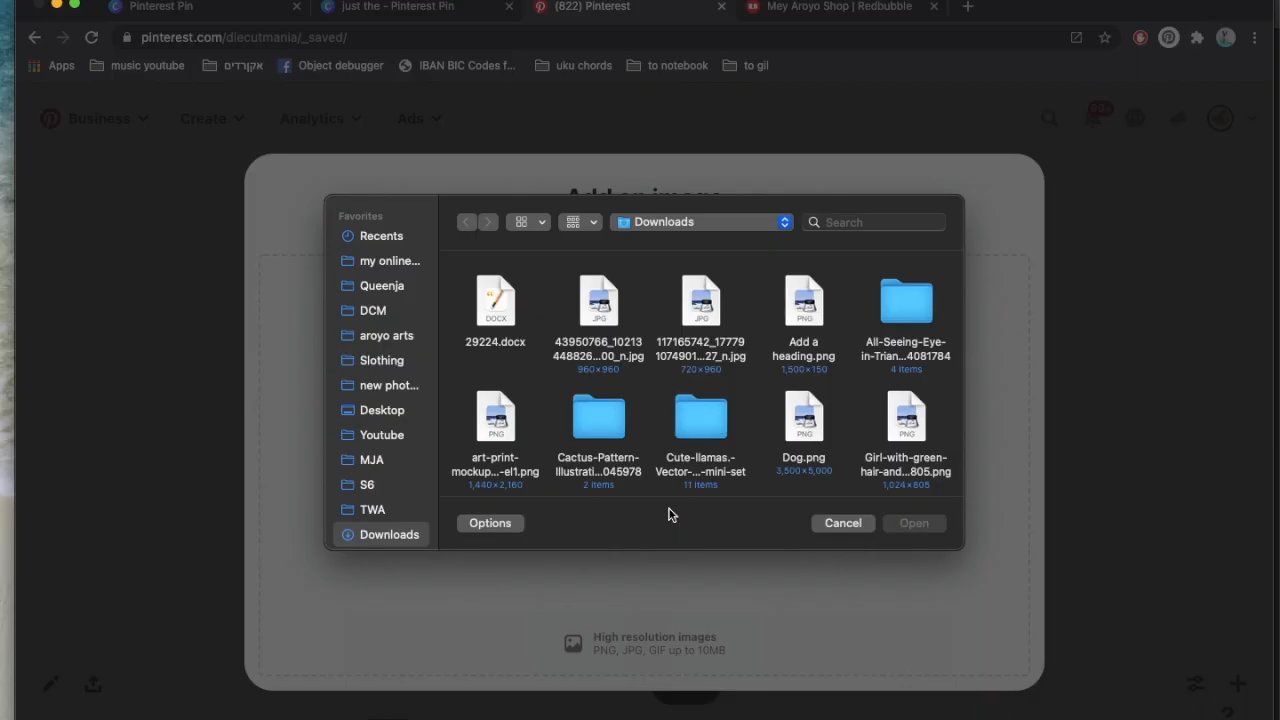 Pinterest Pin
just the - Pinterest Pin
(822) Pinterest
Mey Aroyo Shop | Redbubble
pinterest.com/diecutmania/_saved/
Apps
music youtube
אקורדים
Object debugger
IBAN BIC Codes f...
uku chords
to notebook
to gil
Business
Create
Analytics
Ads
Favorites
Recents
my online...
Queenja
DCM
aroyo arts
Slothing
new phot...
Desktop
Youtube
MJA
S6
TWA
Downloads
Downloads
Search
DOCX
JPG
JPG
PNG
29224.docx
43950766_10213
448826...00_n.jpg
960×960
117165742_17779
1074901...27_n.jpg
720×960
Add a
heading.png
1,500×150
All-Seeing-Eye-
in-Trian...4081784
4 items
PNG
PNG
PNG
art-print-
mockup...-el1.png
1,440×2,160
Cactus-Pattern-
Illustrati...045978
2 items
Cute-llamas.-
Vector-...-mini-set
11 items
Dog.png
3,500×5,000
Girl-with-green-
hair-and...805.png
1,024×805
Options
Cancel
Open
High resolution images
PNG, JPG, GIF up to 10MB